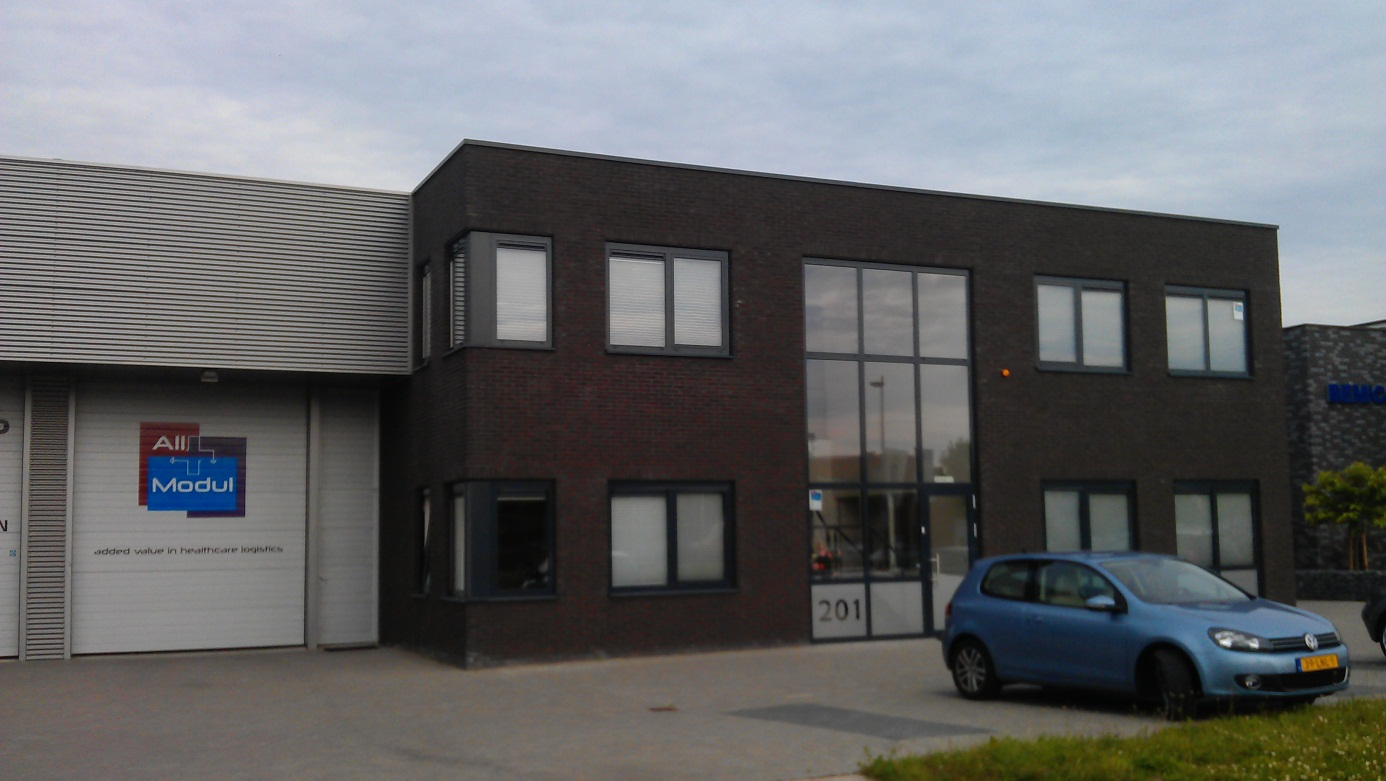 All
Modul
added value in healthcare logistics
201